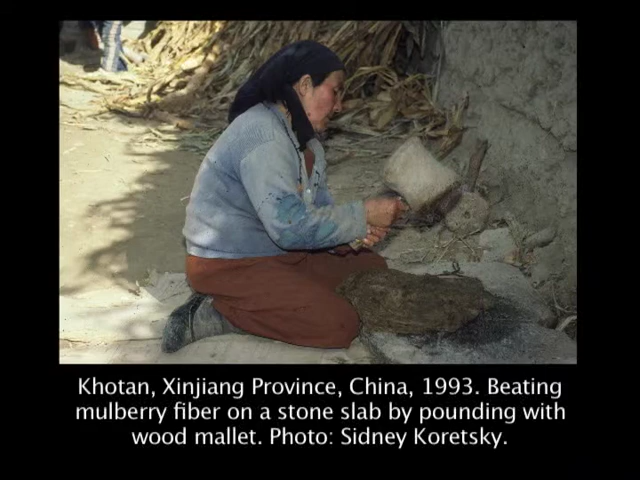 Khotan, Xinjiang Province, China, 1993. Beating
mulberry fiber on a stone slab by pounding with
wood mallet. Photo: Sidney Koretsky.